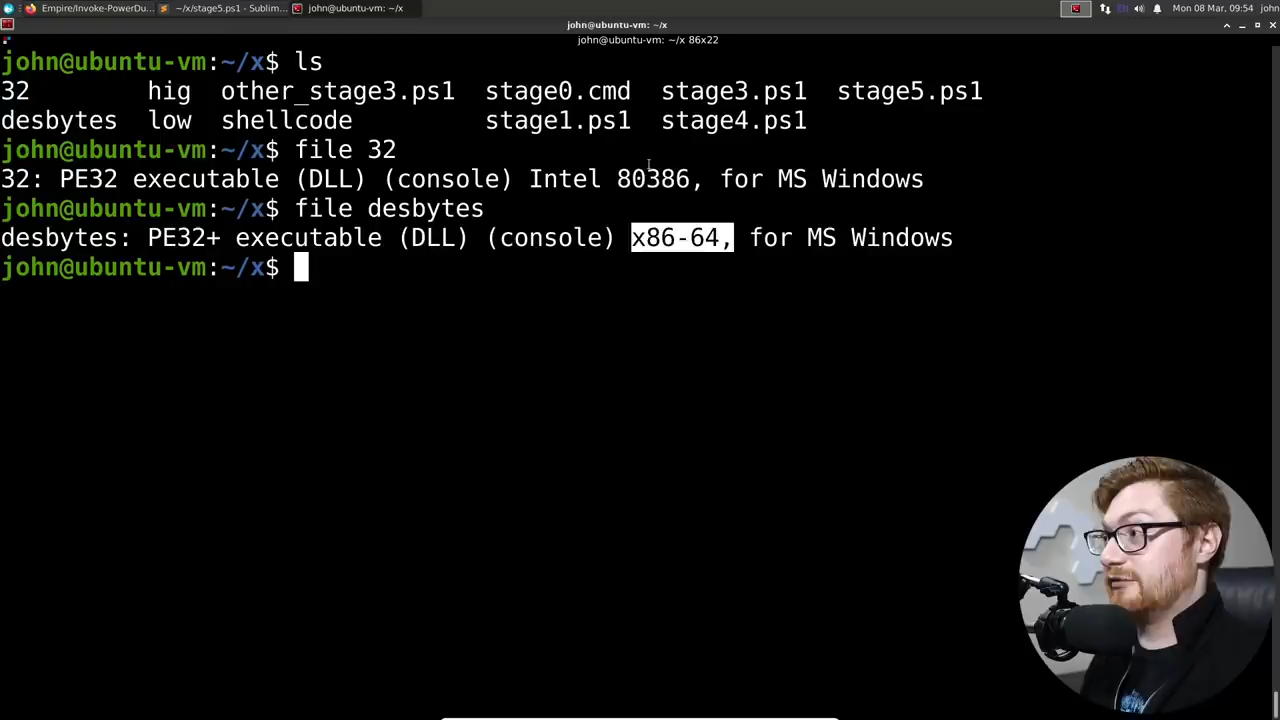 Empire/Invoke-PowerDu... ~/x/stage5.ps1 - Sublim... john@ubuntu-vm: ~/x EN Mon 08 Mar, 09:54 john
john@ubuntu-vm: ~/x
john@ubuntu-vm: ~/x 86x22
john@ubuntu-vm:~/x$ ls
32 hig other_stage3.ps1 stage0.cmd stage3.ps1 stage5.ps1
desbytes low shellcode stage1.ps1 stage4.ps1
john@ubuntu-vm:~/x$ file 32
32: PE32 executable (DLL) (console) Intel 80386, for MS Windows
john@ubuntu-vm:~/x$ file desbytes
desbytes: PE32+ executable (DLL) (console) x86-64, for MS Windows
john@ubuntu-vm:~/x$